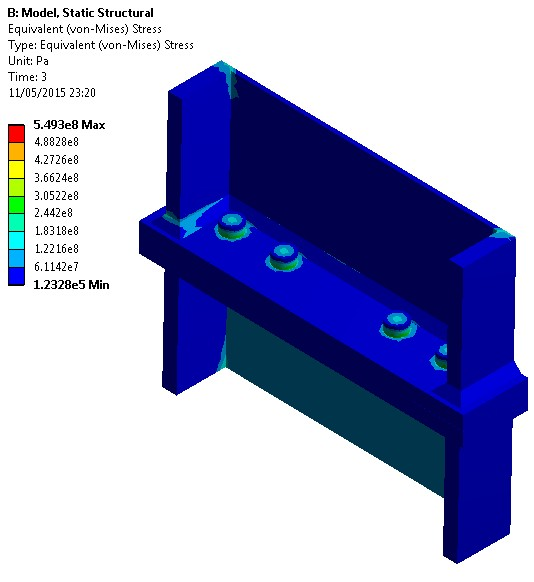 B: Model, Static Structural
Equivalent (von-Mises) Stress
Type: Equivalent (von-Mises) Stress
Unit: Pa
Time: 3
11/05/2015 23:20
5.493e8 Max
4.8828e8
4.2726e8
3.6624e8
3.0522e8
2.442e8
1.8318e8
1.2216e8
6.1142e7
1.2328e5 Min